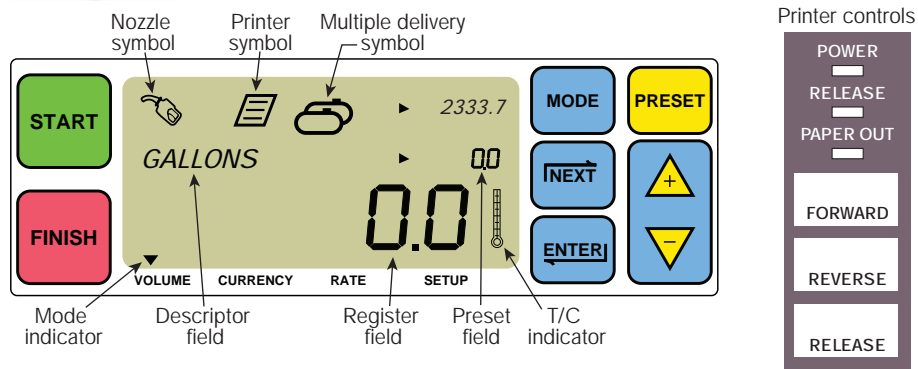 Nozzle symbol
Printer symbol
Multiple delivery symbol
START
2333.7
MODE
PRESET
GALLONS
0.0
NEXT
+
FINISH
0.0
ENTER
−
VOLUME CURRENCY RATE SETUP
Mode indicator
Descriptor field
Register field
Preset field
T/C indicator
Printer controls
POWER
RELEASE
PAPER OUT
FORWARD
REVERSE
RELEASE